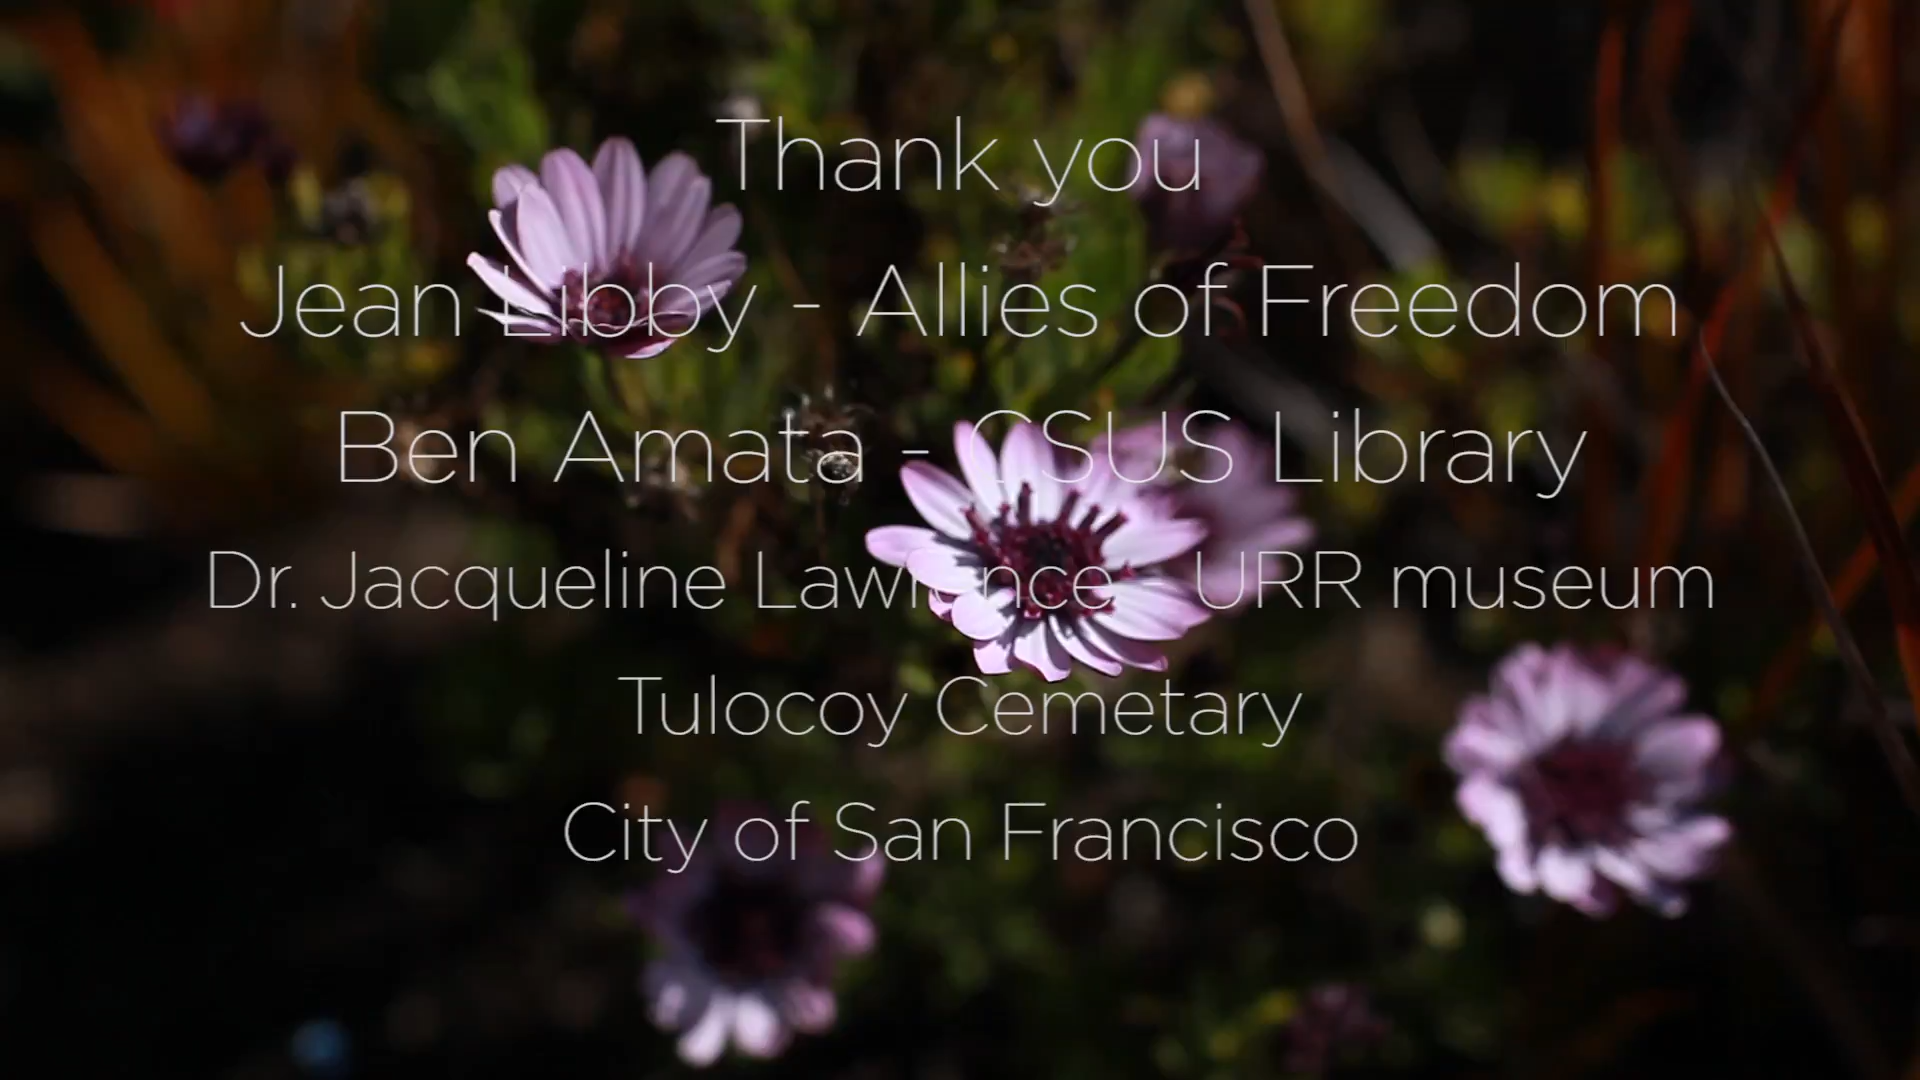 Thank you
Jean Libby - Allies of Freedom
Ben Amata - CSUS Library
Dr. Jacqueline Lawrence - URR museum
Tulocoy Cemetary
City of San Francisco